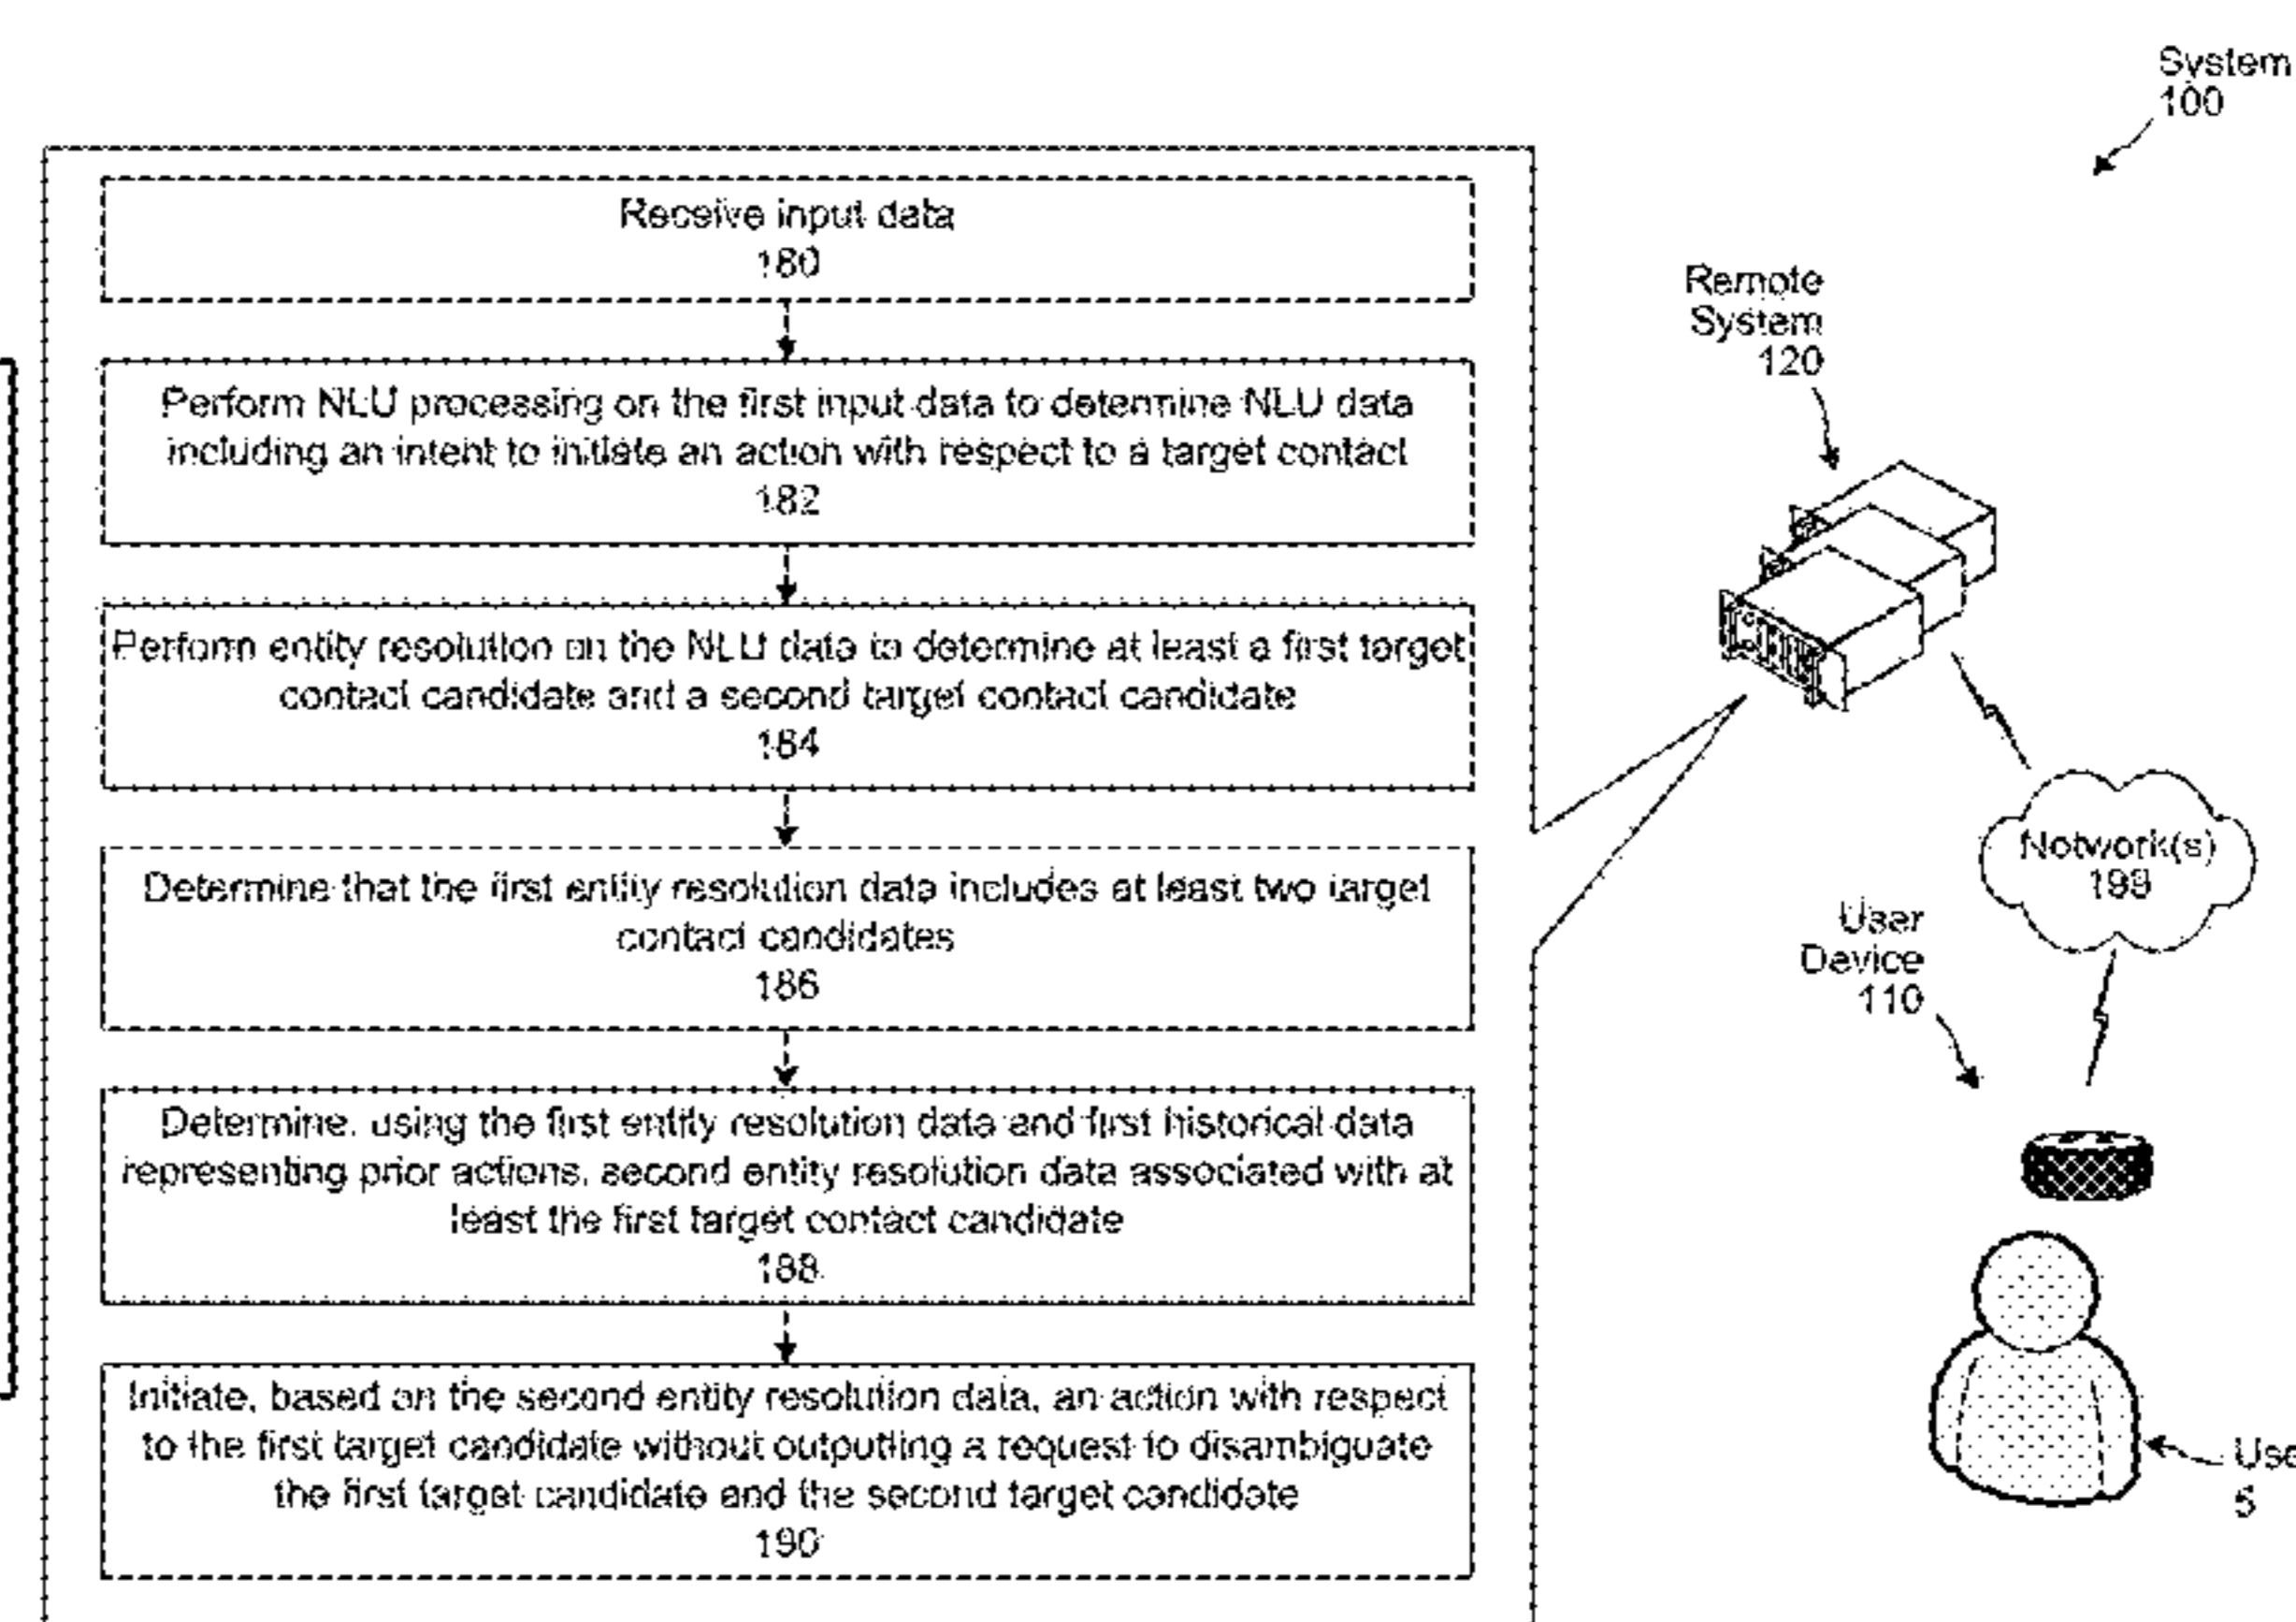 System
100
Receive input data
180
Perform NLU processing on the first input data to determine NLU data
including an intent to initiate an action with respect to a target contact
182
Perform entity resolution on the NLU data to determine at least a first target
contact candidate and a second target contact candidate
184
Determine that the first entity resolution data includes at least two target
contact candidates
186
Determine, using the first entity resolution data and first historical data
representing prior actions, second entity resolution data associated with at
least the first target contact candidate
188
Initiate, based on the second entity resolution data, an action with respect
to the first target candidate without outputting a request to disambiguate
the first target candidate and the second target candidate
190
Remote
System
120
Network(s)
199
User
Device
110
Use
5